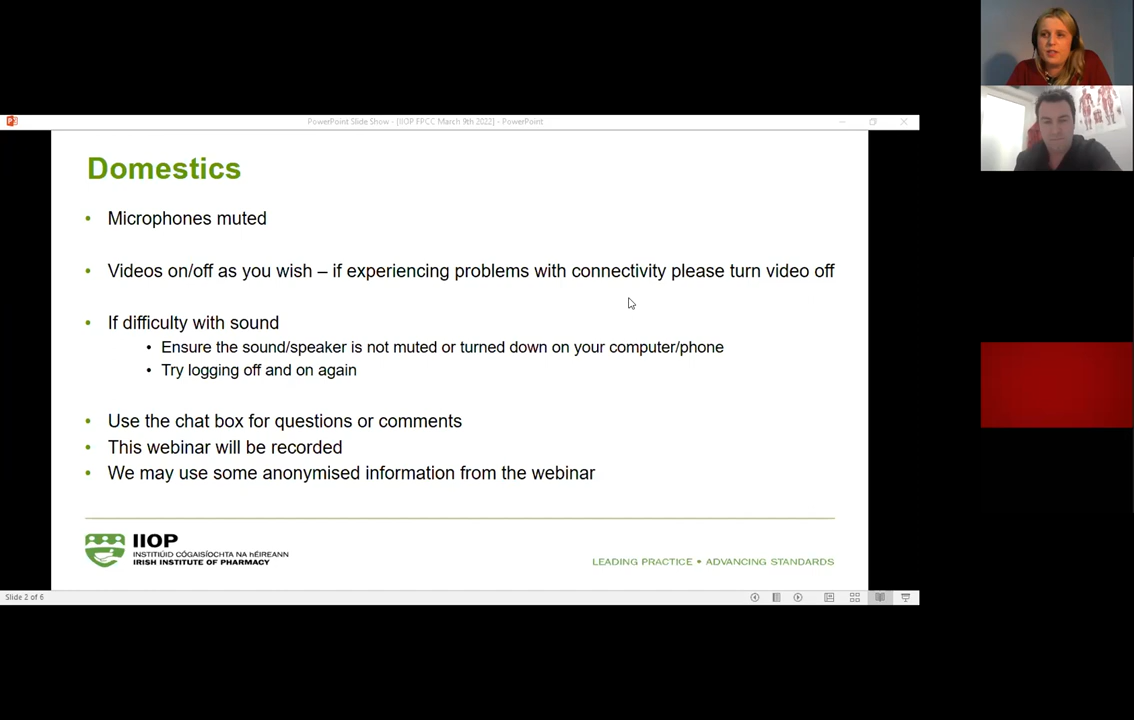 PowerPoint Slide Show - [IIOP FPCC March 9th 2022] - PowerPoint
Domestics
• Microphones muted
• Videos on/off as you wish – if experiencing problems with connectivity please turn video off
• If difficulty with sound
• Ensure the sound/speaker is not muted or turned down on your computer/phone
• Try logging off and on again
• Use the chat box for questions or comments
• This webinar will be recorded
• We may use some anonymised information from the webinar
IIOP
INSTITIÚID CÓGAISÍOCHTA NA hÉIREANN
IRISH INSTITUTE OF PHARMACY
LEADING PRACTICE • ADVANCING STANDARDS
Slide 2 of 6